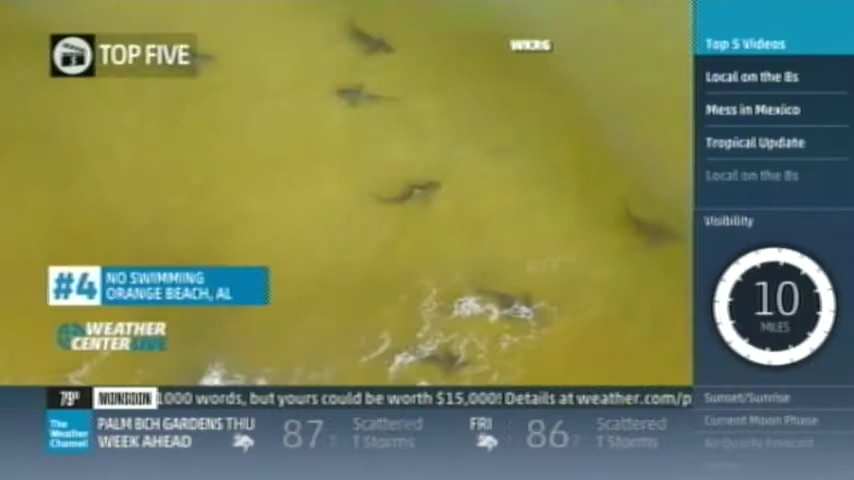 TOP FIVE
WKRG
#4
NO SWIMMING
ORANGE BEACH, AL
WEATHER
CENTER LIVE
79°
MONSOON
1000 words, but yours could be worth $15,000! Details at weather.com/p
The
Weather
Channel
PALM BCH GARDENS THU
WEEK AHEAD
87
Scattered
T Storms
FRI
86
Scattered
T Storms
Top 5 Videos
Local on the 8s
Mess in Mexico
Tropical Update
Local on the 8s
Visibility
10
MILES
Sunset/Sunrise
Current Moon Phase
Air Quality Forecast